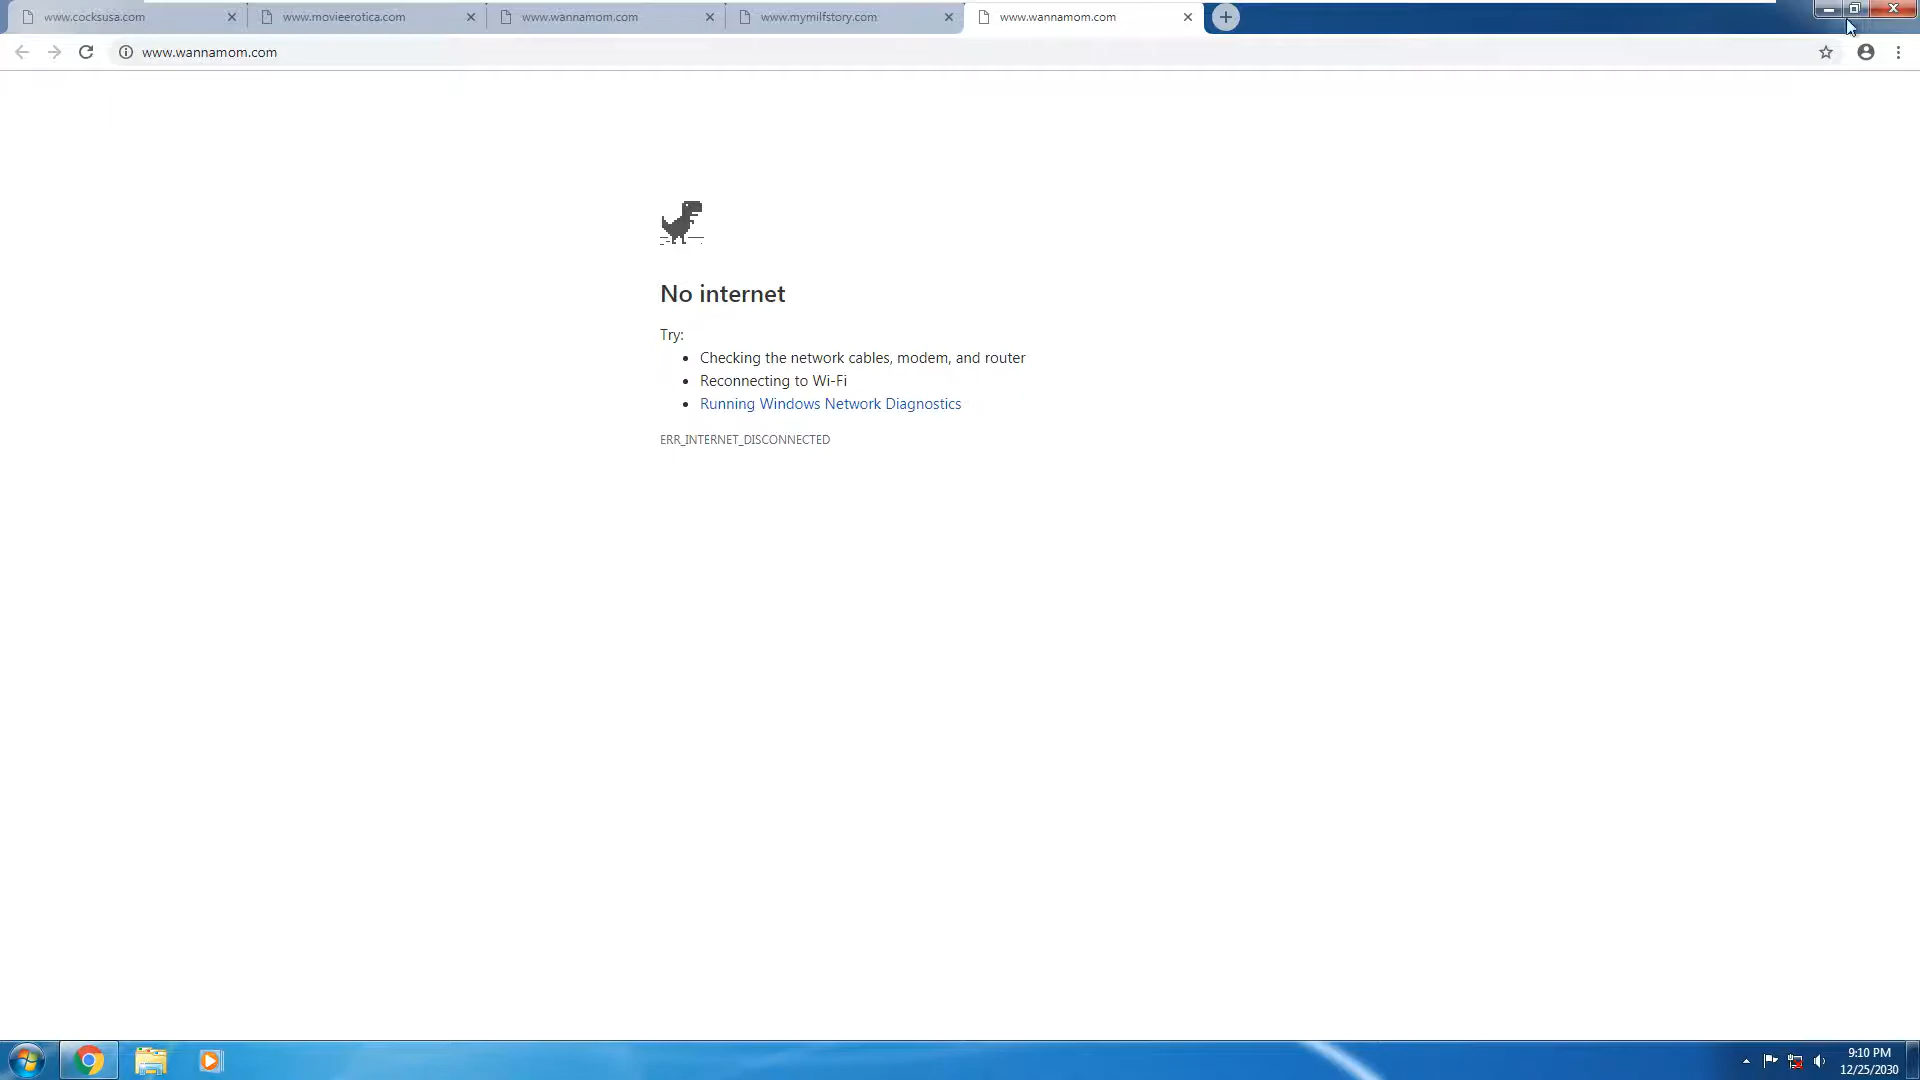 www.cocksusa.com
www.movieerotica.com
www.wannamom.com
www.mymilfstory.com
www.wannamom.com
www.wannamom.com
No internet
Try:
Checking the network cables, modem, and router
Reconnecting to Wi-Fi
Running Windows Network Diagnostics
ERR_INTERNET_DISCONNECTED
9:10 PM
12/25/2030